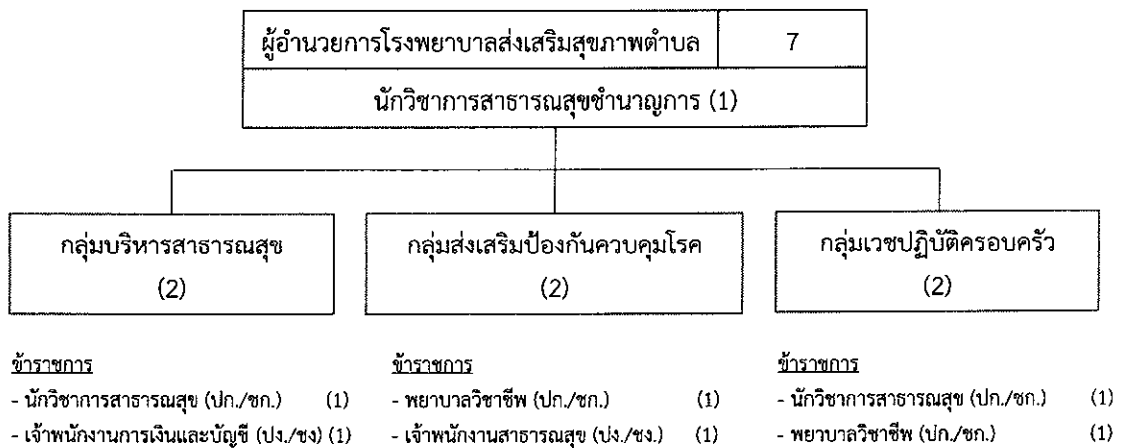 ผู้อำนวยการโรงพยาบาลส่งเสริมสุขภาพตำบล 7
นักวิชาการสาธารณสุขชำนาญการ (1)
กลุ่มบริหารสาธารณสุข
(2)
กลุ่มส่งเสริมป้องกันควบคุมโรค
(2)
กลุ่มเวชปฏิบัติครอบครัว
(2)
ข้าราชการ
- นักวิชาการสาธารณสุข (ปก./ชก.) (1)
- เจ้าพนักงานการเงินและบัญชี (ปง./ชง) (1)
ข้าราชการ
- พยาบาลวิชาชีพ (ปก./ชก.) (1)
- เจ้าพนักงานสาธารณสุข (ปง./ชง.) (1)
ข้าราชการ
- นักวิชาการสาธารณสุข (ปก./ชก.) (1)
- พยาบาลวิชาชีพ (ปก./ชก.) (1)